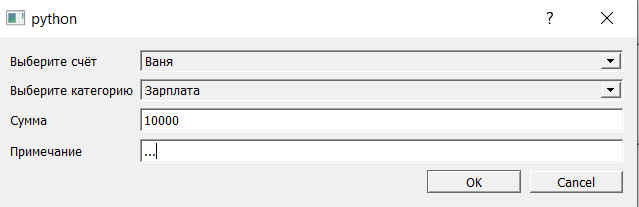 python
Выберите счёт Ваня
Выберите категорию Зарплата
Сумма 10000
Примечание ...
OK Cancel